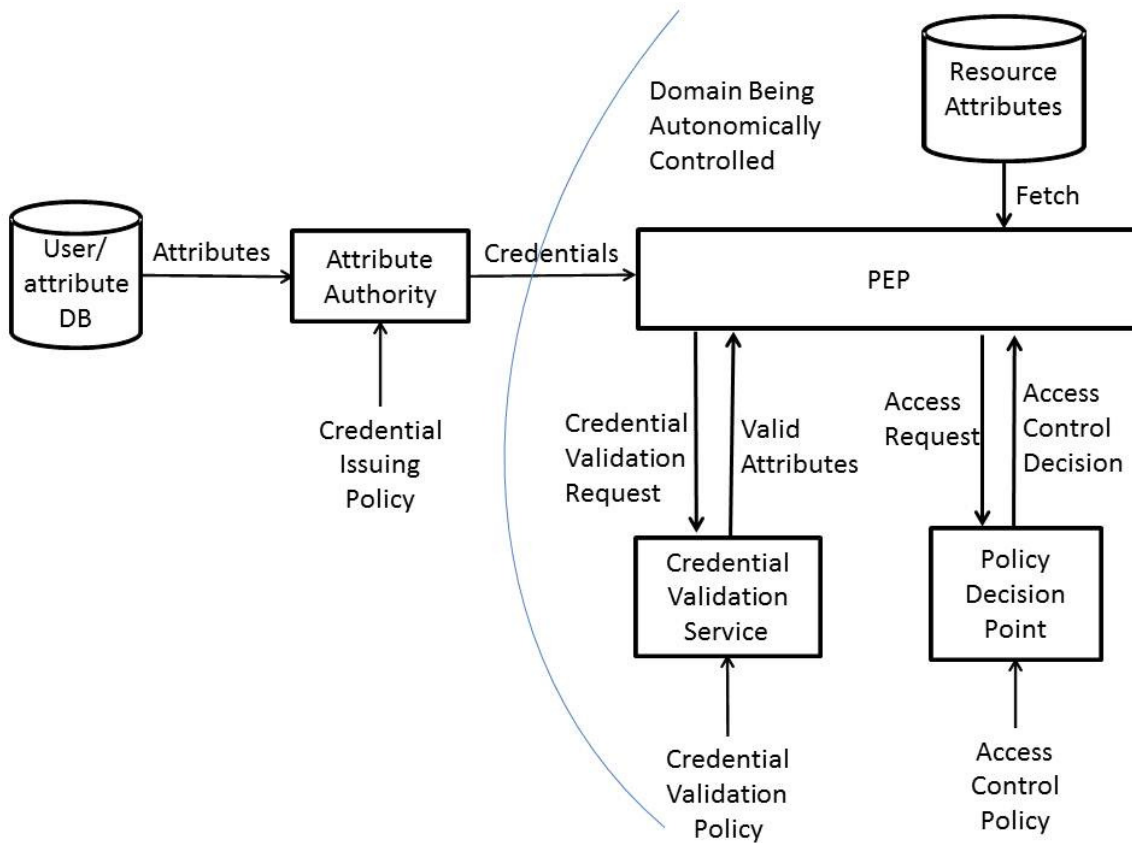 Resource
Attributes
Domain Being
Autonomically
Controlled
Fetch
User/
attribute
DB
Attributes
Attribute
Authority
Credentials
PEP
Credential
Issuing
Policy
Credential
Validation
Request
Valid
Attributes
Access
Request
Access
Control
Decision
Credential
Validation
Service
Policy
Decision
Point
Credential
Validation
Policy
Access
Control
Policy